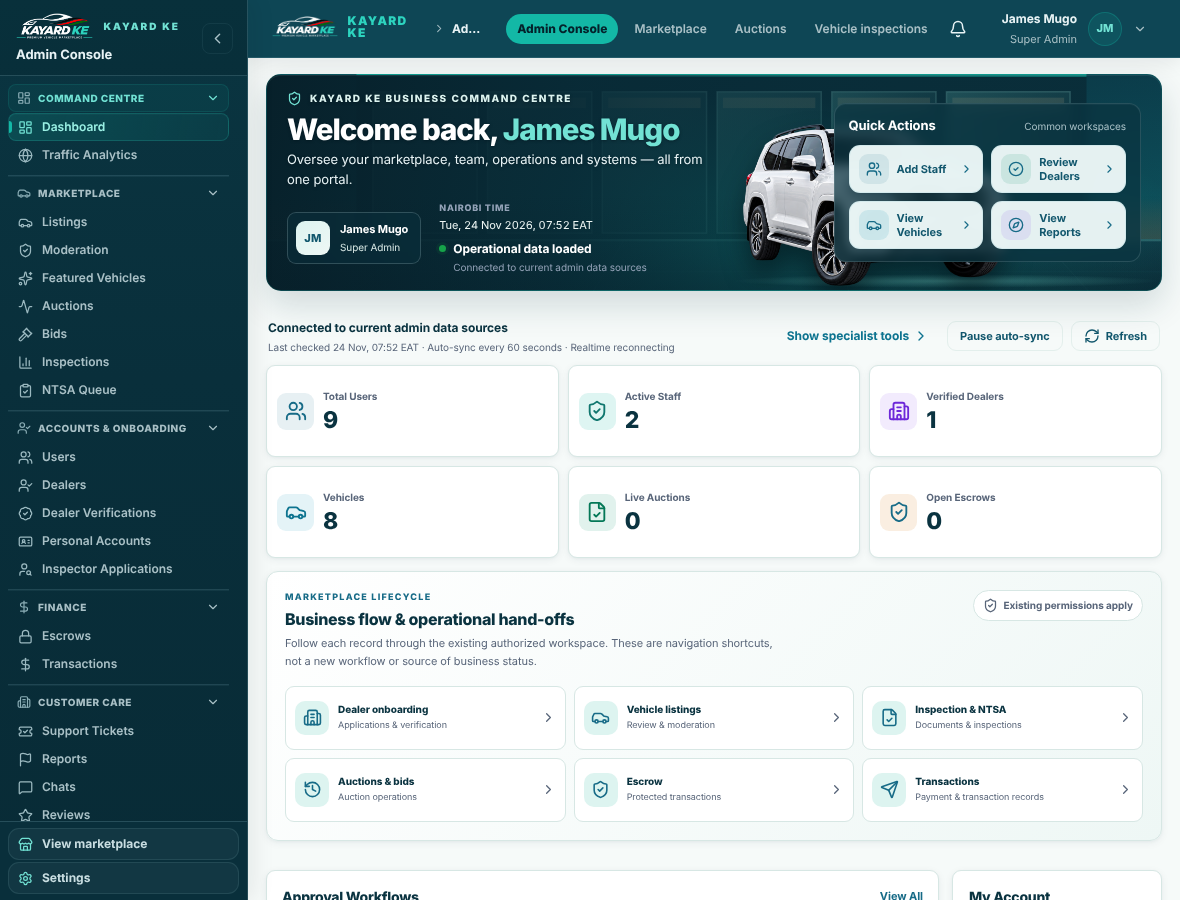 KAYARD KE
PREMIUM VEHICLE MARKETPLACE
KAYARD KE
Admin Console
COMMAND CENTRE
Dashboard
Traffic Analytics
MARKETPLACE
Listings
Moderation
Featured Vehicles
Auctions
Bids
Inspections
NTSA Queue
ACCOUNTS & ONBOARDING
Users
Dealers
Dealer Verifications
Personal Accounts
Inspector Applications
FINANCE
Escrows
Transactions
CUSTOMER CARE
Support Tickets
Reports
Chats
Reviews
View marketplace
Settings
KAYARD KE
KAYARD
KE
Ad...
Admin Console
Marketplace
Auctions
Vehicle inspections
James Mugo
Super Admin
JM
KAYARD KE BUSINESS COMMAND CENTRE
Welcome back, James Mugo
Oversee your marketplace, team, operations and systems — all from
one portal.
JM
James Mugo
Super Admin
NAIROBI TIME
Tue, 24 Nov 2026, 07:52 EAT
Operational data loaded
Connected to current admin data sources
Quick Actions
Common workspaces
Add Staff
Review
Dealers
View
Vehicles
View
Reports
Connected to current admin data sources
Last checked 24 Nov, 07:52 EAT · Auto-sync every 60 seconds · Realtime reconnecting
Show specialist tools
Pause auto-sync
Refresh
Total Users
9
Active Staff
2
Verified Dealers
1
Vehicles
8
Live Auctions
0
Open Escrows
0
MARKETPLACE LIFECYCLE
Business flow & operational hand-offs
Follow each record through the existing authorized workspace. These are navigation shortcuts,
not a new workflow or source of business status.
Existing permissions apply
Dealer onboarding
Applications & verification
Vehicle listings
Review & moderation
Inspection & NTSA
Documents & inspections
Auctions & bids
Auction operations
Escrow
Protected transactions
Transactions
Payment & transaction records
Approval Workflows
View All
My Account